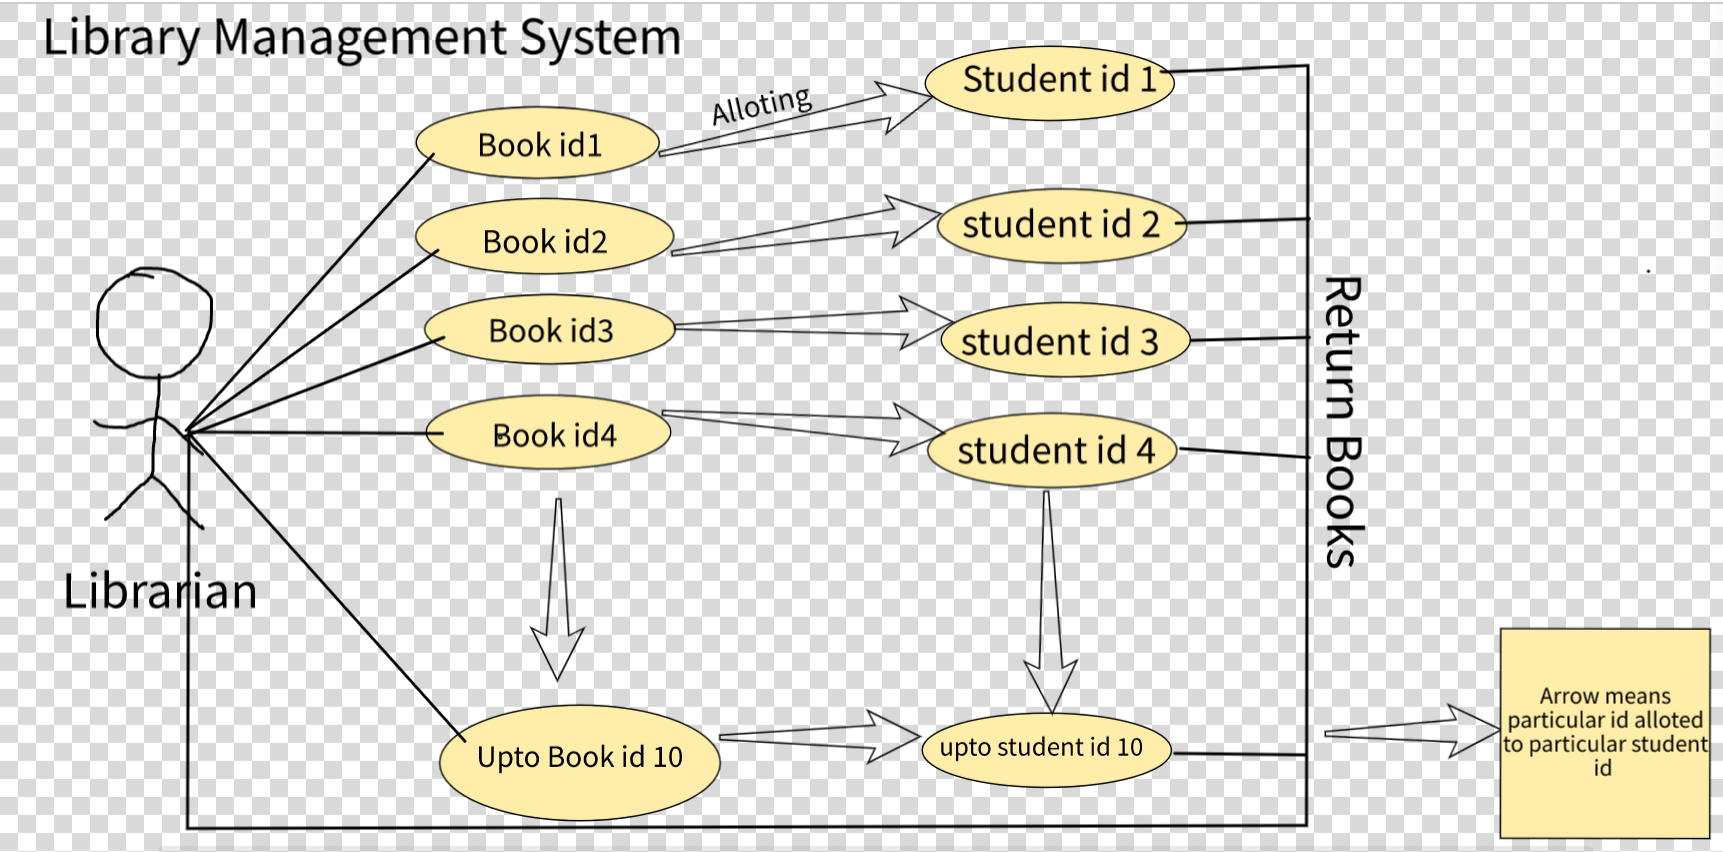 Library Management System
Student id 1
Alloting
Book id1
student id 2
Book id2
Book id3
student id 3
Book id4
student id 4
Return Books
Librarian
Upto Book id 10
upto student id 10
Arrow means
particular id alloted
to particular student
id